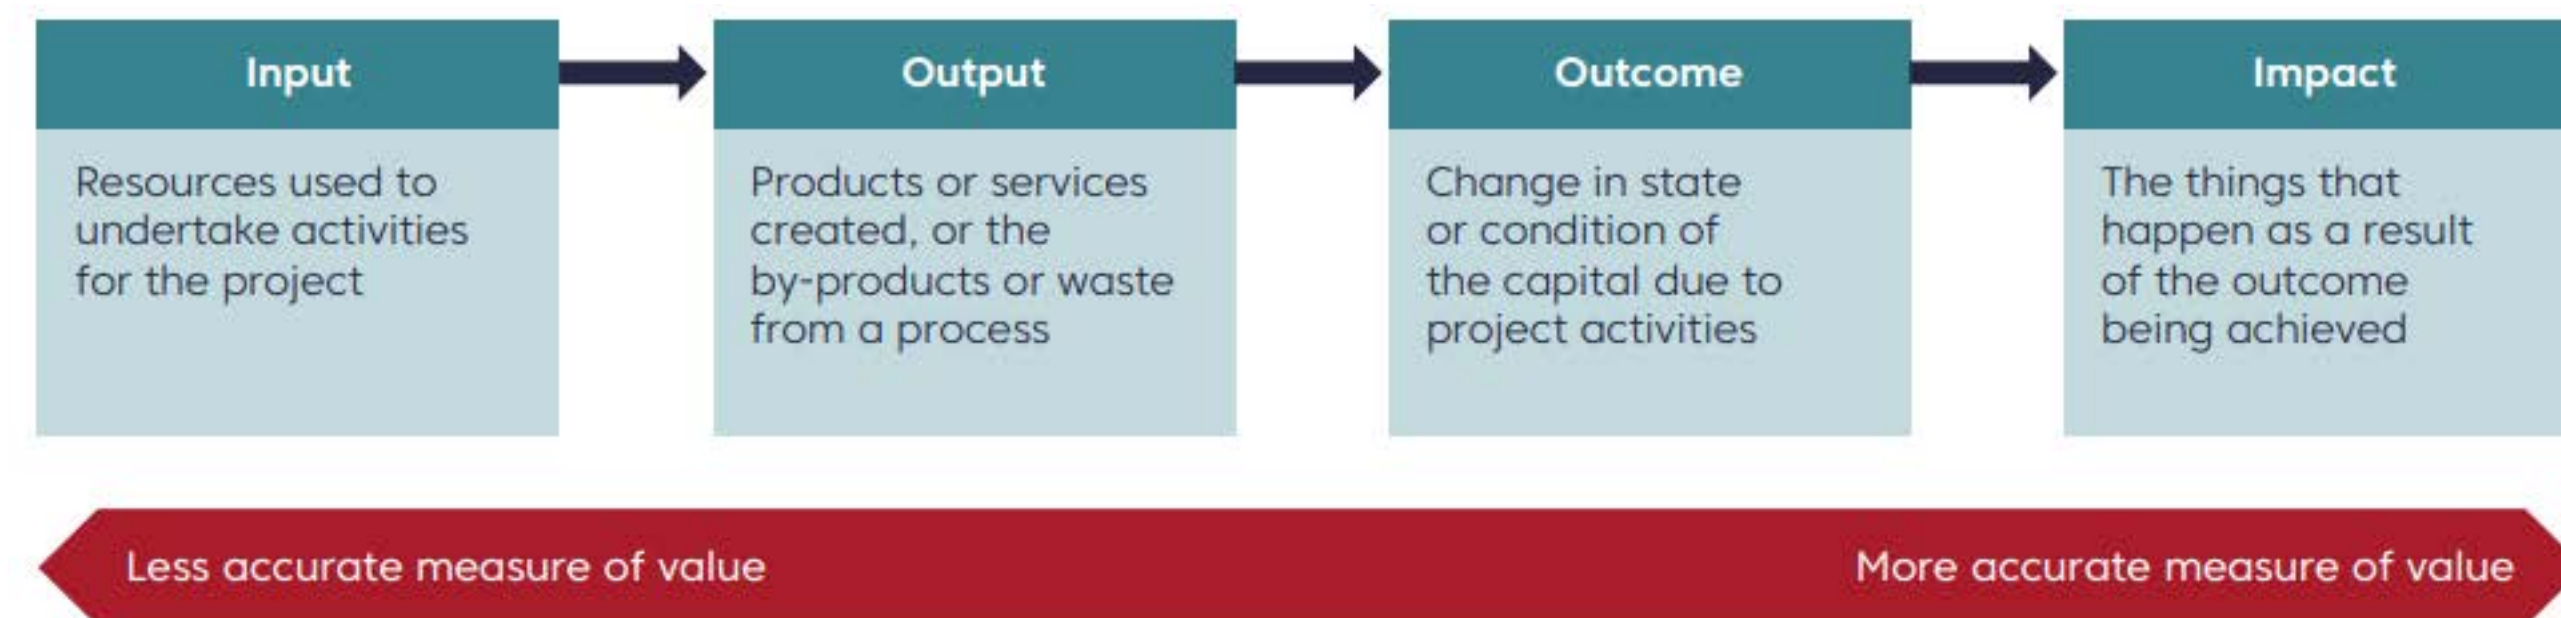 Input
Resources used to
undertake activities
for the project
Output
Products or services
created, or the
by-products or waste
from a process
Outcome
Change in state
or condition of
the capital due to
project activities
Impact
The things that
happen as a result
of the outcome
being achieved
Less accurate measure of value
More accurate measure of value